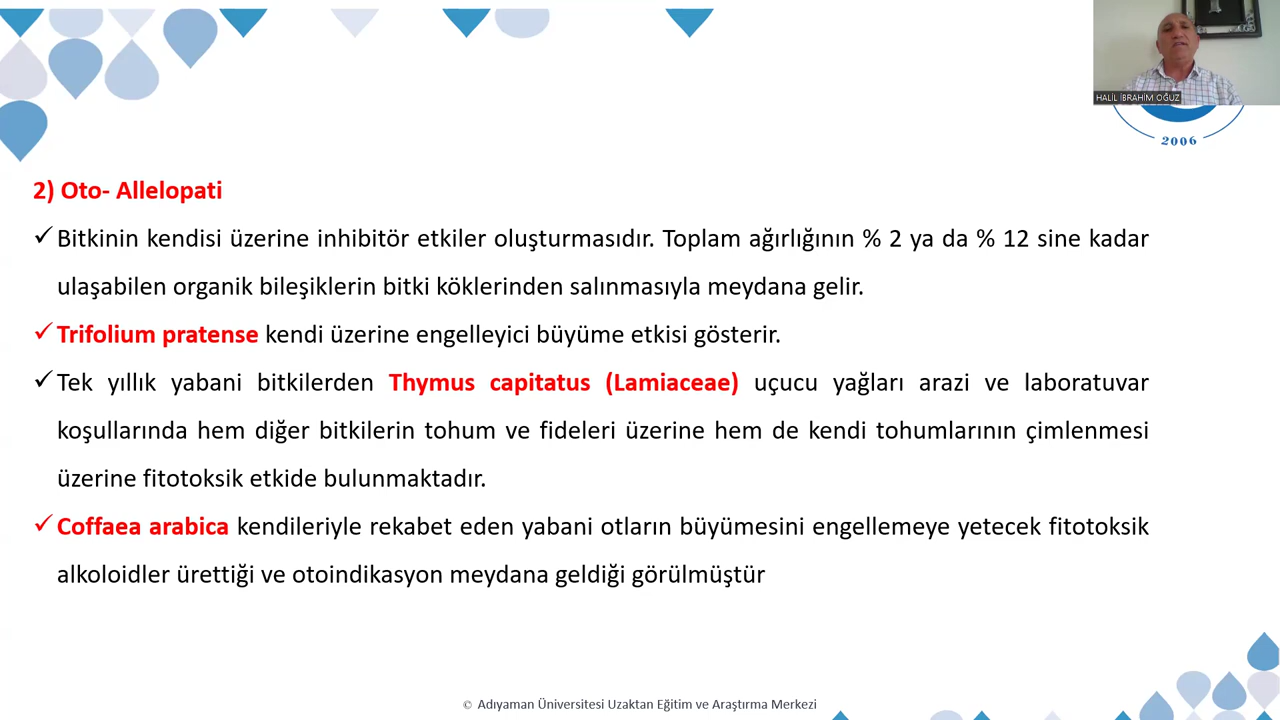 HALİL İBRAHİM OĞUZ
2006
2) Oto- Allelopati
✓ Bitkinin kendisi üzerine inhibitör etkiler oluşturmasıdır. Toplam ağırlığının % 2 ya da % 12 sine kadar
ulaşabilen organik bileşiklerin bitki köklerinden salınmasıyla meydana gelir.
✓ Trifolium pratense kendi üzerine engelleyici büyüme etkisi gösterir.
✓ Tek yıllık yabani bitkilerden Thymus capitatus (Lamiaceae) uçucu yağları arazi ve laboratuvar
koşullarında hem diğer bitkilerin tohum ve fideleri üzerine hem de kendi tohumlarının çimlenmesi
üzerine fitotoksik etkide bulunmaktadır.
✓ Coffaea arabica kendileriyle rekabet eden yabani otların büyümesini engellemeye yetecek fitotoksik
alkoloidler ürettiği ve otoindikasyon meydana geldiği görülmüştür
© Adıyaman Üniversitesi Uzaktan Eğitim ve Araştırma Merkezi